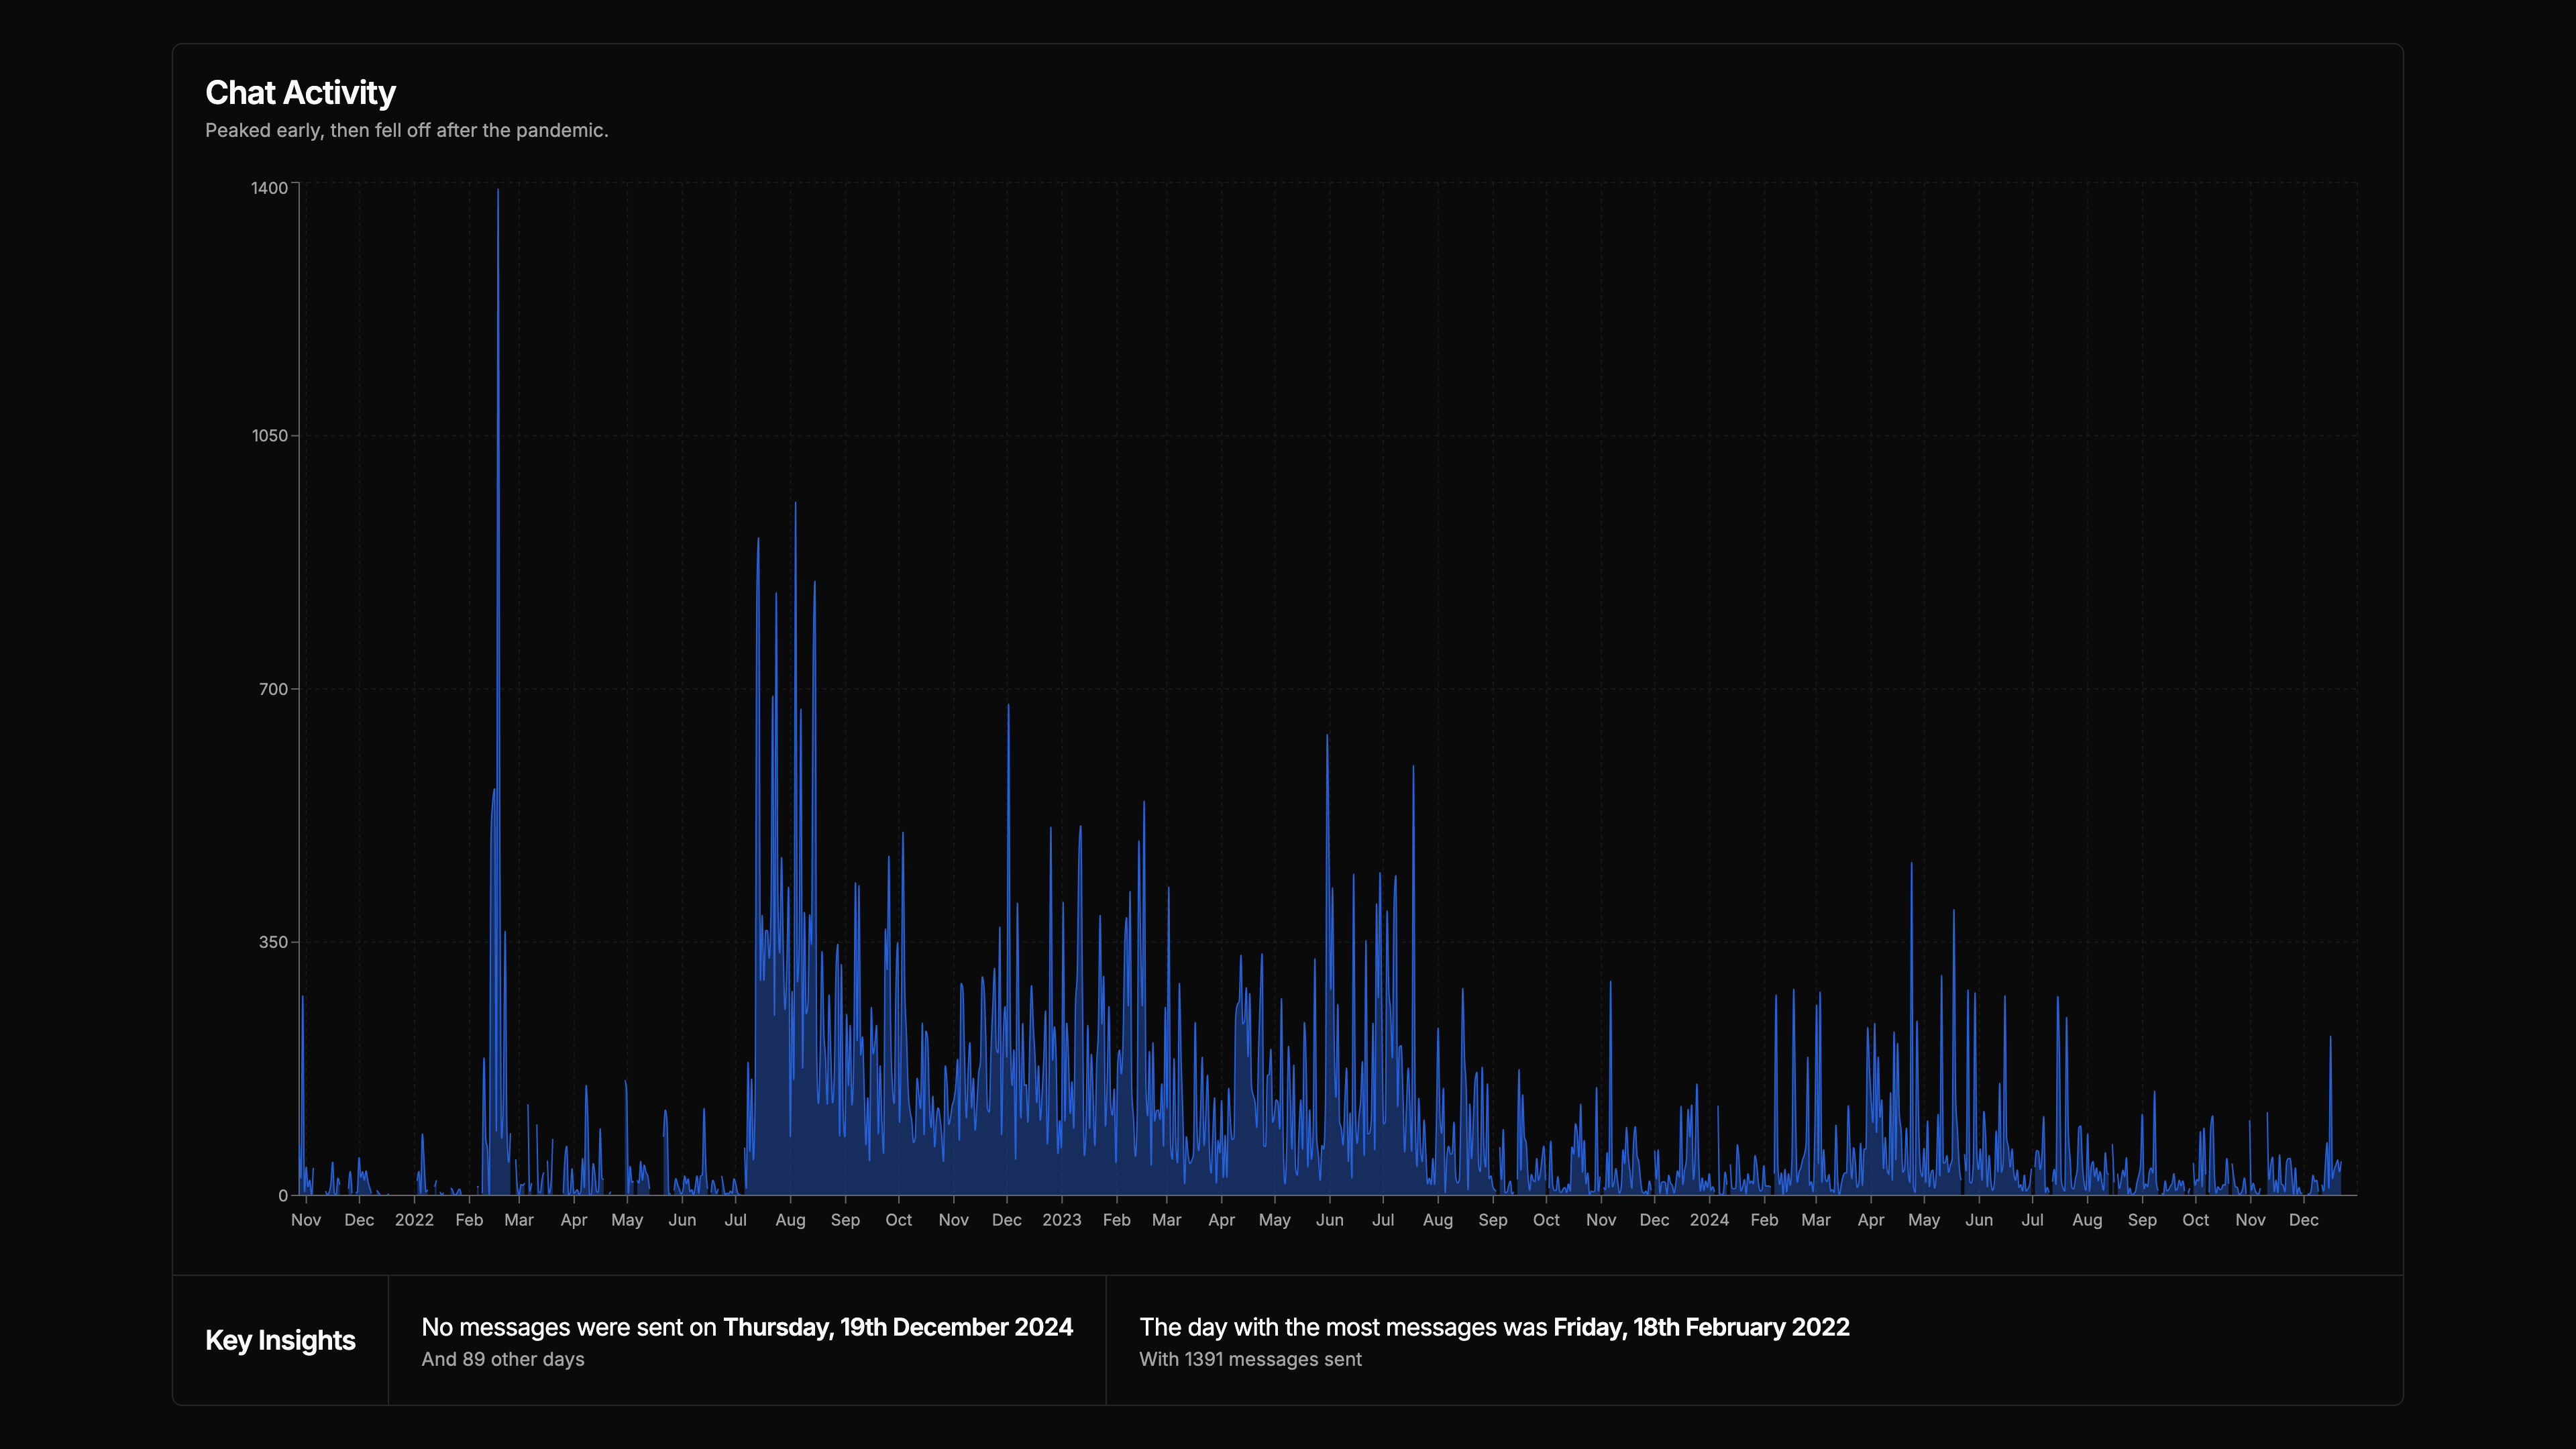 Chat Activity
Peaked early, then fell off after the pandemic.
1400
1050
700
350
0
Nov Dec 2022 Feb Mar Apr May Jun Jul Aug Sep Oct Nov Dec 2023 Feb Mar Apr May Jun Jul Aug Sep Oct Nov Dec 2024 Feb Mar Apr May Jun Jul Aug Sep Oct Nov Dec
Key Insights
No messages were sent on Thursday, 19th December 2024
And 89 other days
The day with the most messages was Friday, 18th February 2022
With 1391 messages sent